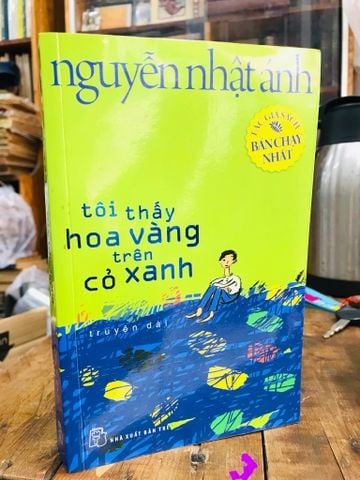 nguyễn nhật ánh
TÁC GIẢ SÁCH
BÁN CHẠY
NHẤT
tôi thấy
hoa vàng
trên
cỏ xanh
truyện dài
NHÀ XUẤT BẢN TRẺ